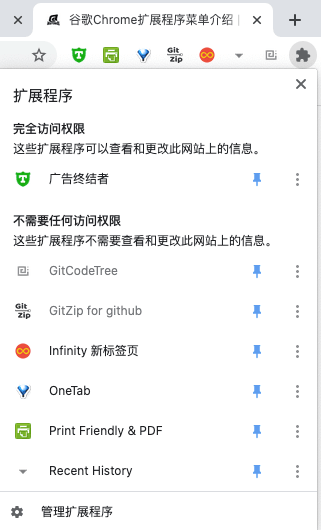 谷歌Chrome扩展程序菜单介绍 |
Git
Zip
扩展程序
完全访问权限
这些扩展程序可以查看和更改此网站上的信息。
广告终结者
不需要任何访问权限
这些扩展程序不需要查看和更改此网站上的信息。
GitCodeTree
Git
Zip
GitZip for github
Infinity 新标签页
OneTab
Print Friendly & PDF
Recent History
管理扩展程序